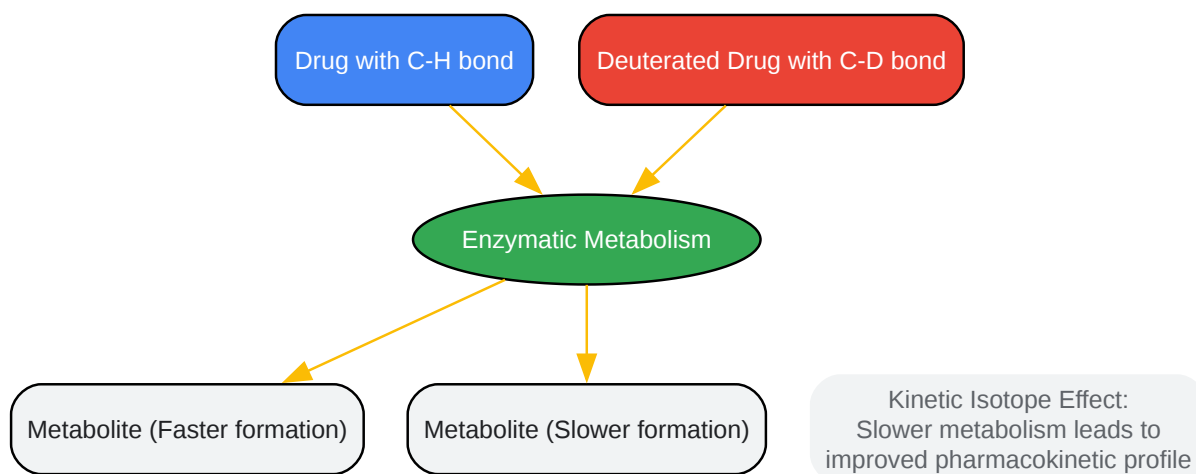 Drug with C-H bond
Deuterated Drug with C-D bond
Enzymatic Metabolism
Metabolite (Faster formation)
Metabolite (Slower formation)
Kinetic Isotope Effect:
Slower metabolism leads to
improved pharmacokinetic profile